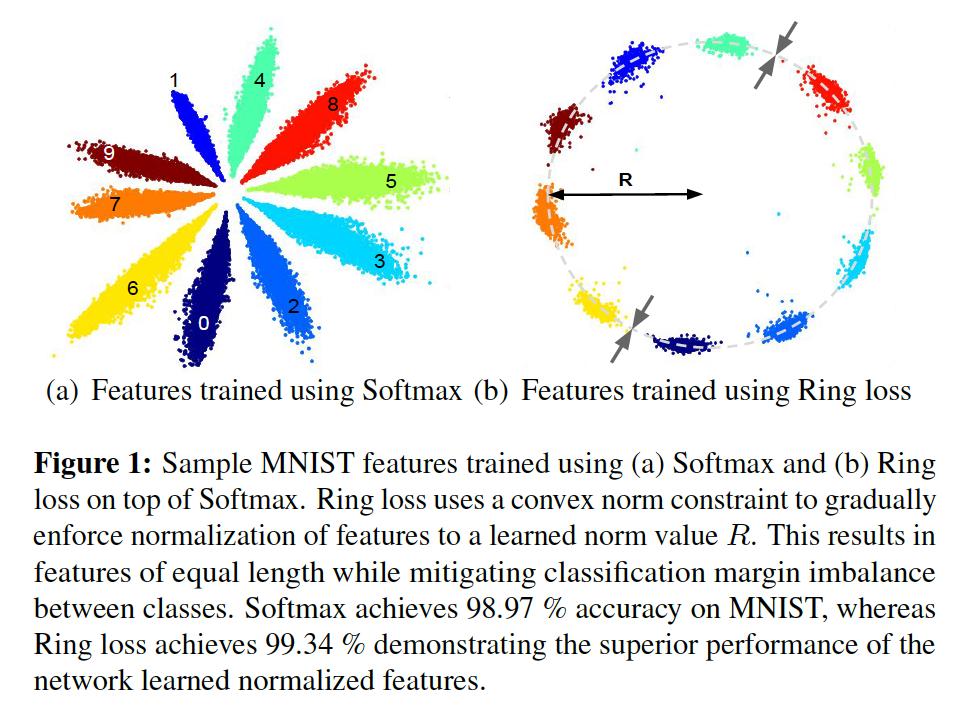 1
4
8
9
5
7
3
6
2
0
R
(a) Features trained using Softmax (b) Features trained using Ring loss
Figure 1: Sample MNIST features trained using (a) Softmax and (b) Ring
loss on top of Softmax. Ring loss uses a convex norm constraint to gradually
enforce normalization of features to a learned norm value R. This results in
features of equal length while mitigating classification margin imbalance
between classes. Softmax achieves 98.97 % accuracy on MNIST, whereas
Ring loss achieves 99.34 % demonstrating the superior performance of the
network learned normalized features.